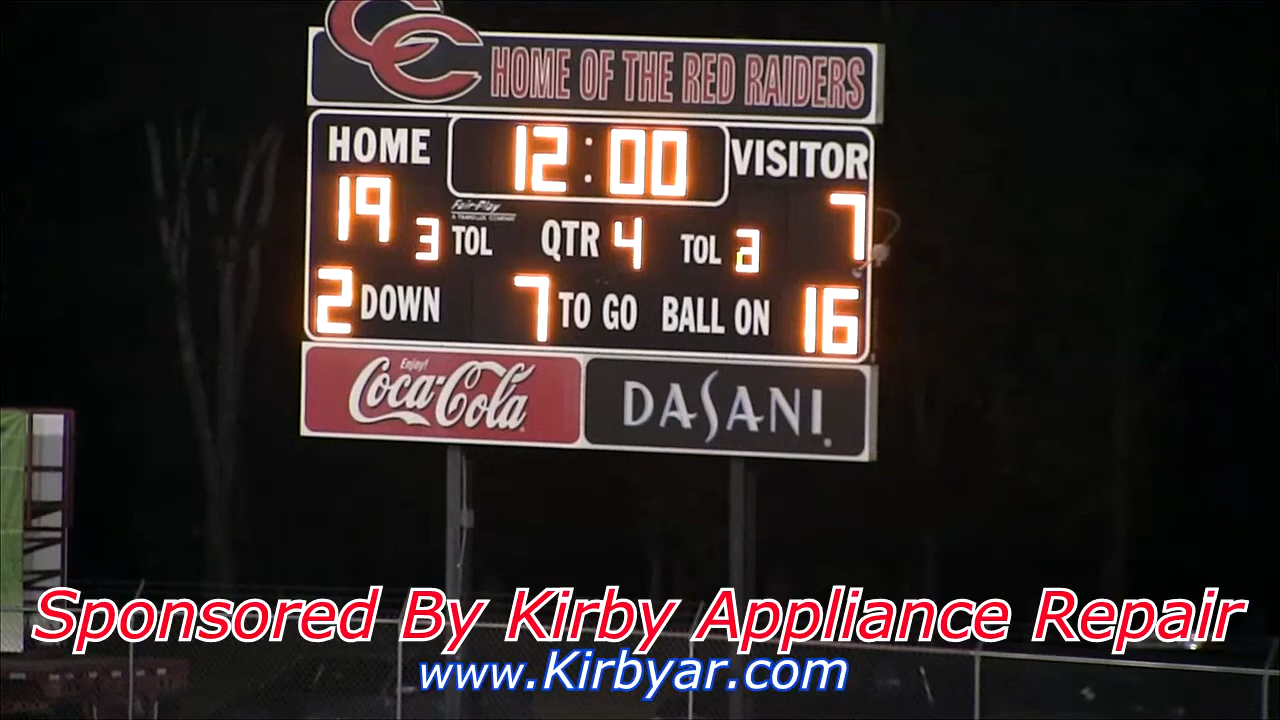 CC HOME OF THE RED RAIDERS
HOME 12:00 VISITOR
Fair-Play
19 3 TOL QTR 4 TOL 3 7
2 DOWN 7 TO GO BALL ON 16
Enjoy!
Coca-Cola DASANI
Sponsored By Kirby Appliance Repair
www.Kirbyar.com